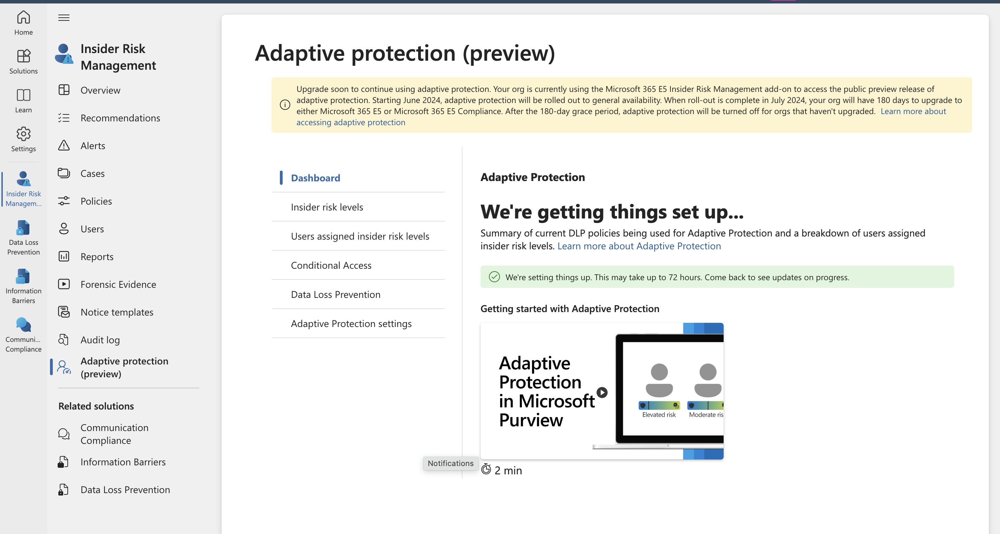 Home
Solutions
Learn
Settings
Insider Risk
Managem...
Data Loss
Prevention
Information
Barriers
Communi...
Compliance
Insider Risk
Management
Overview
Recommendations
Alerts
Cases
Policies
Users
Reports
Forensic Evidence
Notice templates
Audit log
Adaptive protection
(preview)
Related solutions
Communication
Compliance
Information Barriers
Data Loss Prevention
Adaptive protection (preview)
Upgrade soon to continue using adaptive protection. Your org is currently using the Microsoft 365 E5 Insider Risk Management add-on to access the public preview release of
adaptive protection. Starting June 2024, adaptive protection will be rolled out to general availability. When roll-out is complete in July 2024, your org will have 180 days to upgrade to
either Microsoft 365 E5 or Microsoft 365 E5 Compliance. After the 180-day grace period, adaptive protection will be turned off for orgs that haven't upgraded. Learn more about
accessing adaptive protection
Dashboard
Insider risk levels
Users assigned insider risk levels
Conditional Access
Data Loss Prevention
Adaptive Protection settings
Adaptive Protection
We're getting things set up...
Summary of current DLP policies being used for Adaptive Protection and a breakdown of users assigned
insider risk levels. Learn more about Adaptive Protection
We're setting things up. This may take up to 72 hours. Come back to see updates on progress.
Getting started with Adaptive Protection
Adaptive
Protection
in Microsoft
Purview
Elevated risk
Moderate ris
Notifications
2 min